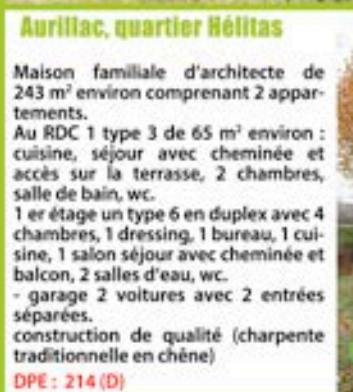 Aurillac, quartier Hélitas
Maison familiale d'architecte de
243 m² environ comprenant 2 appar-
tements.
Au RDC 1 type 3 de 65 m² environ :
cuisine, séjour avec cheminée et
accès sur la terrasse, 2 chambres,
salle de bain, wc.
1 er étage un type 6 en duplex avec 4
chambres, 1 dressing, 1 bureau, 1 cui-
sine, 1 salon séjour avec cheminée et
balcon, 2 salles d'eau, wc.
- garage 2 voitures avec 2 entrées
séparées.
construction de qualité (charpente
traditionnelle en chêne)
DPE : 214 (D)